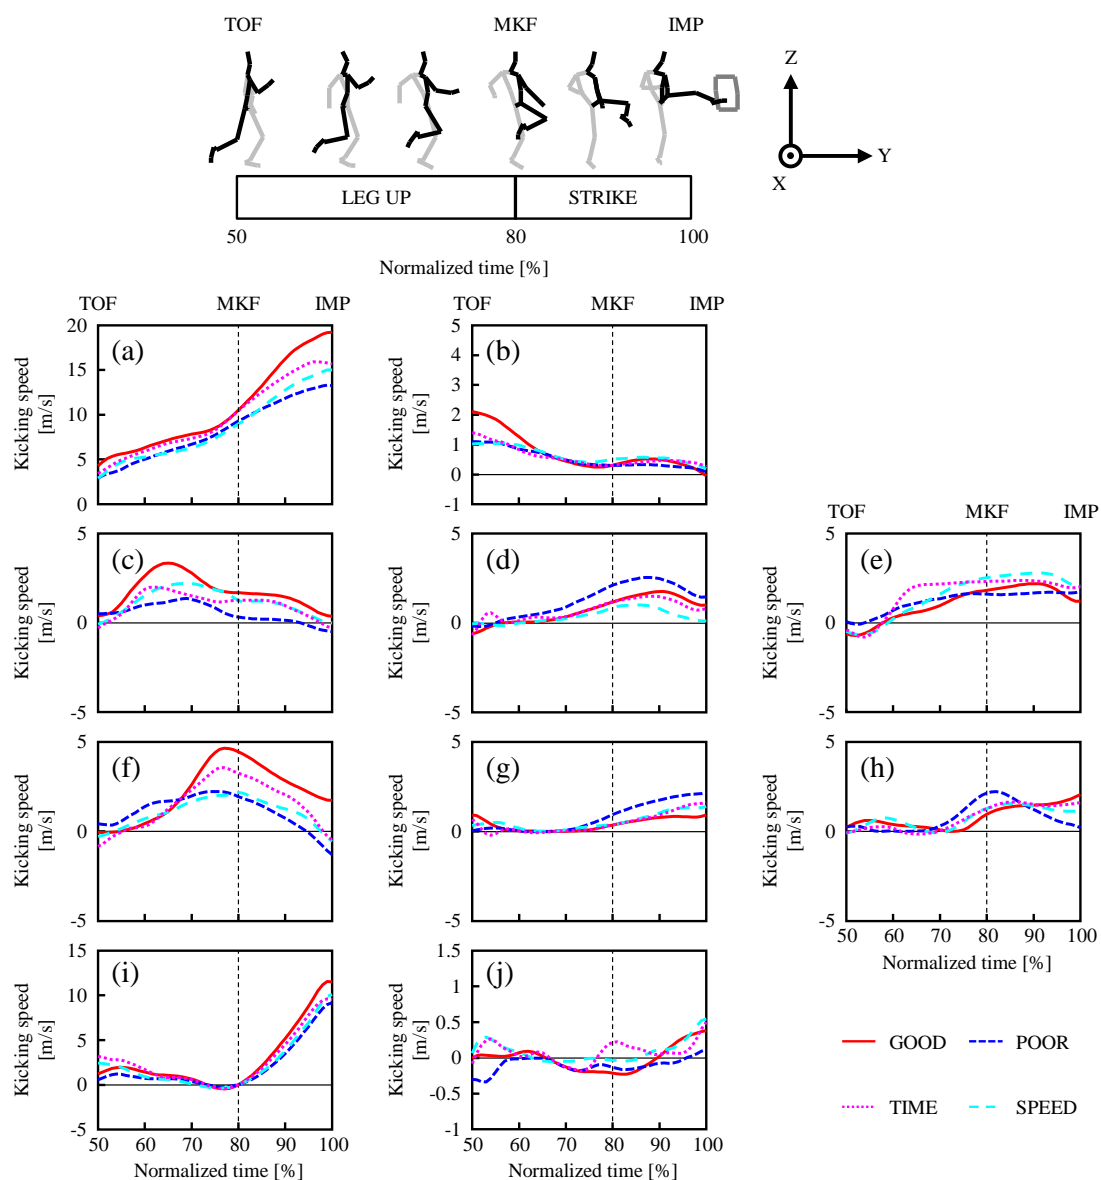 TOF MKF IMP
Z
Y
X
LEG UP STRIKE
50 80 100
Normalized time [%]
TOF MKF IMP
TOF MKF IMP
(a)
Kicking speed
[m/s]
20
15
10
5
0
(b)
Kicking speed
[m/s]
5
4
3
2
1
0
-1
(c)
Kicking speed
[m/s]
5
0
-5
(d)
Kicking speed
[m/s]
5
0
-5
TOF MKF IMP
(e)
Kicking speed
[m/s]
5
0
-5
(f)
Kicking speed
[m/s]
5
0
-5
(g)
Kicking speed
[m/s]
5
0
-5
(h)
Kicking speed
[m/s]
5
0
-5
50 60 70 80 90 100
Normalized time [%]
(i)
Kicking speed
[m/s]
15
10
5
0
-5
50 60 70 80 90 100
Normalized time [%]
(j)
Kicking speed
[m/s]
1.5
1
0.5
0
-0.5
-1
50 60 70 80 90 100
Normalized time [%]
GOOD POOR
TIME SPEED